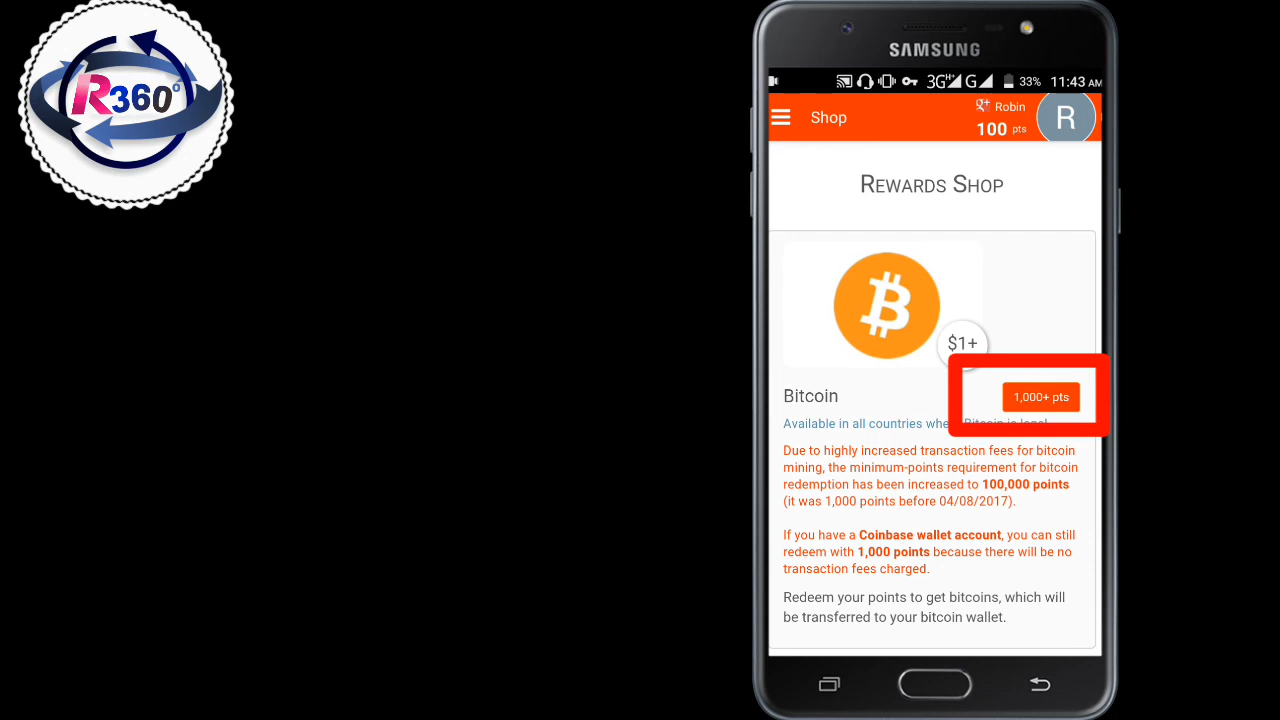 R360°
SAMSUNG
3G H+ G 33% 11:43 AM
Shop
g+ Robin
100 pts
R
REWARDS SHOP
$1+
Bitcoin
1,000+ pts
Available in all countries where Bitcoin is legal
Due to highly increased transaction fees for bitcoin
mining, the minimum-points requirement for bitcoin
redemption has been increased to 100,000 points
(it was 1,000 points before 04/08/2017).
If you have a Coinbase wallet account, you can still
redeem with 1,000 points because there will be no
transaction fees charged.
Redeem your points to get bitcoins, which will
be transferred to your bitcoin wallet.